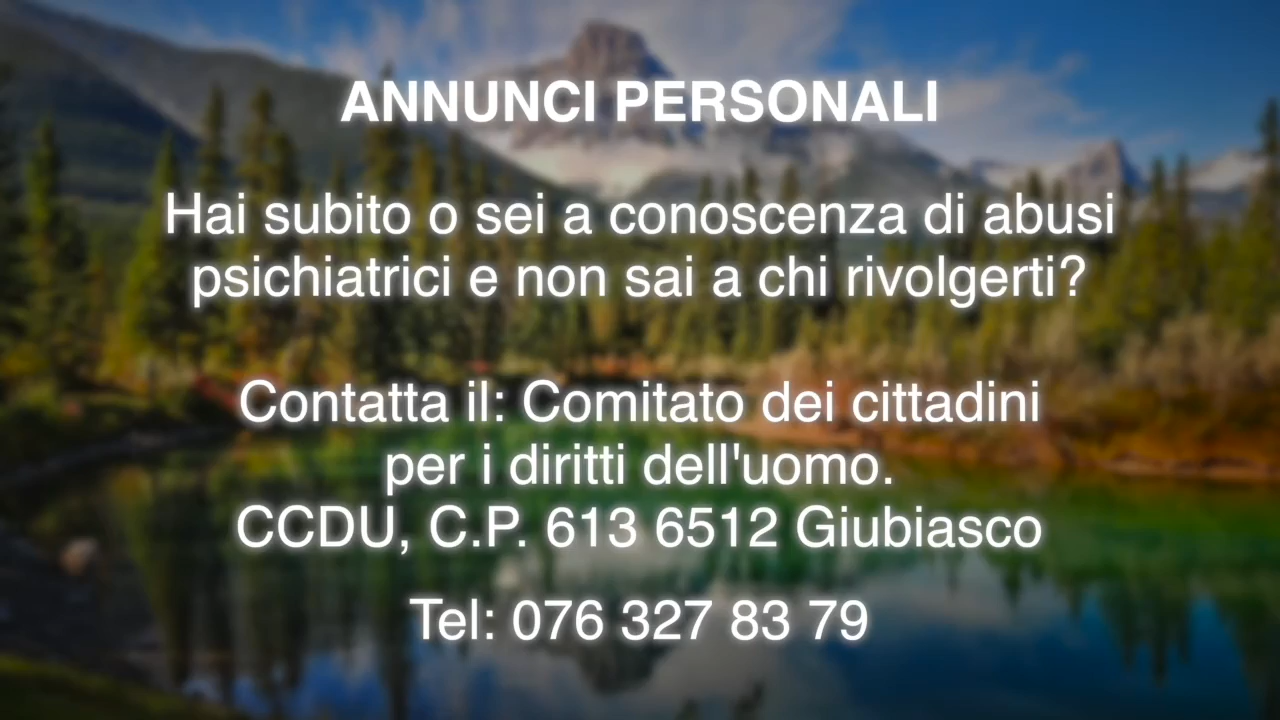 ANNUNCI PERSONALI
Hai subito o sei a conoscenza di abusi
psichiatrici e non sai a chi rivolgerti?
Contatta il: Comitato dei cittadini
per i diritti dell'uomo.
CCDU, C.P. 613 6512 Giubiasco
Tel: 076 327 83 79